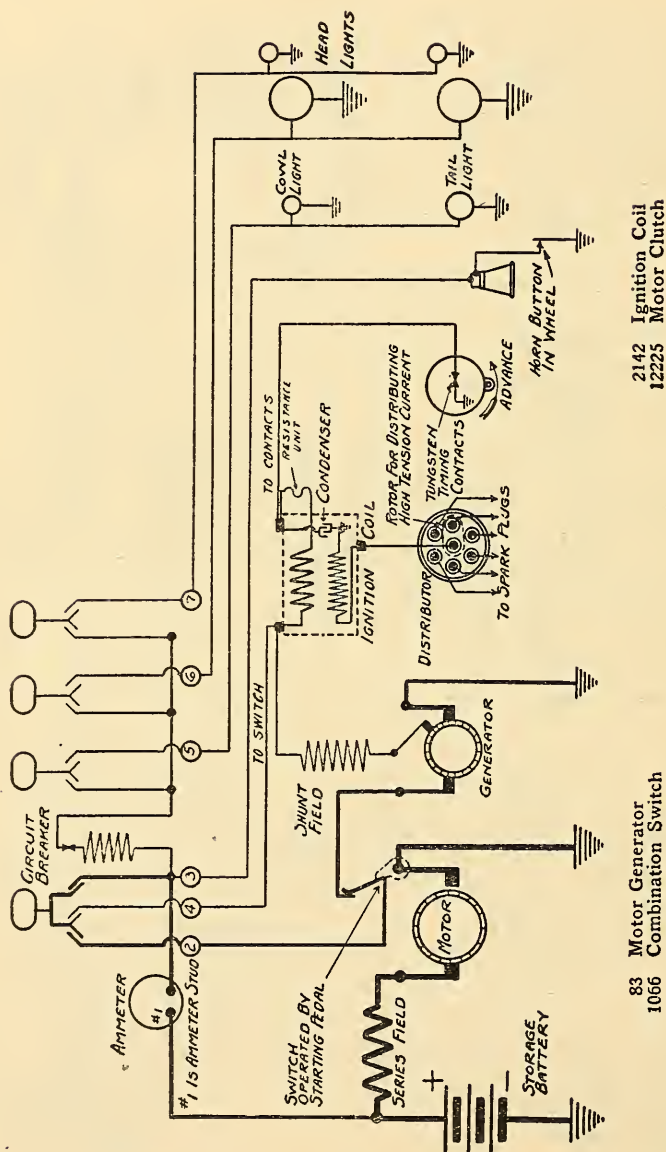 AMMETER
#1
#1 IS AMMETER STUD
CIRCUIT
BREAKER
2
4
3
5
6
7
TO SWITCH
HEAD
LIGHTS
COWL
LIGHT
TAIL
LIGHT
TO CONTACTS
RESISTANCE
UNIT
CONDENSER
IGNITION COIL
ROTOR FOR DISTRIBUTING
HIGH TENSION CURRENT
TUNGSTEN
TIMING
CONTACTS
ADVANCE
HORN BUTTON
IN WHEEL
DISTRIBUTOR
TO SPARK PLUGS
SHUNT
FIELD
GENERATOR
SWITCH
OPERATED BY
STARTING PEDAL
SERIES FIELD
MOTOR
+
-
STORAGE
BATTERY
83 Motor Generator
1066 Combination Switch
2142 Ignition Coil
12225 Motor Clutch